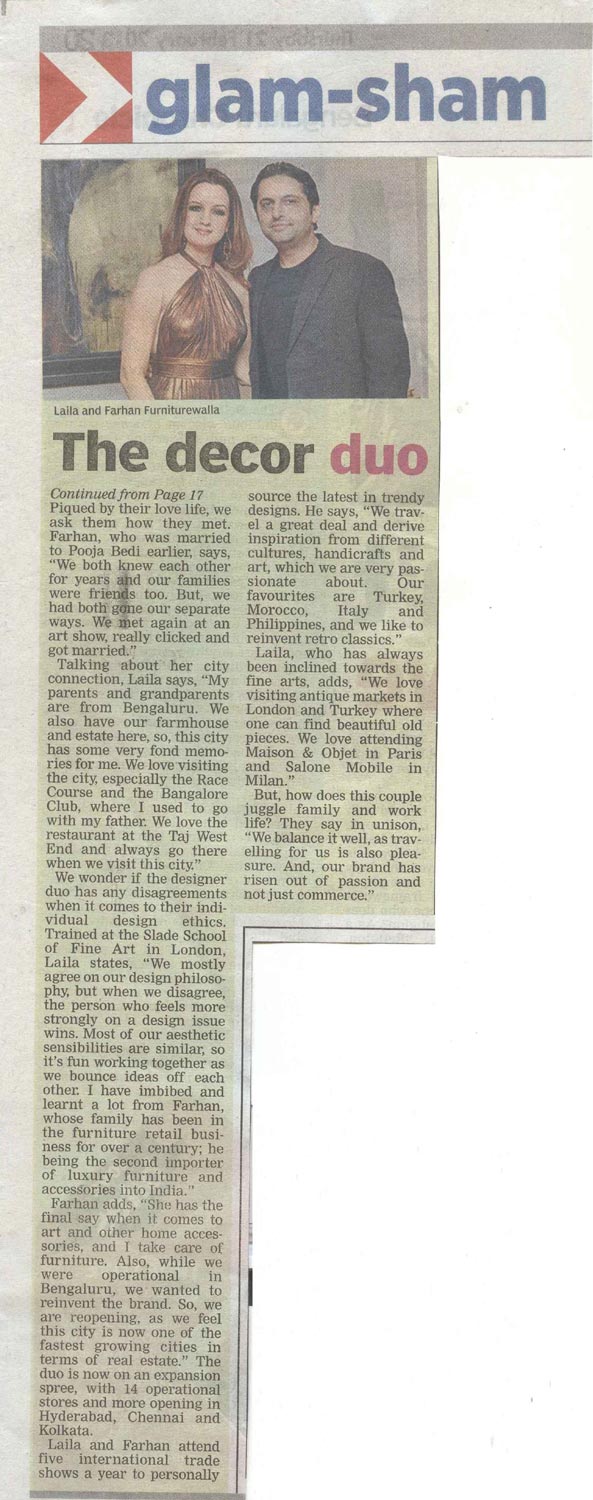 glam-sham
Laila and Farhan Furniturewalla
The decor duo
Continued from Page 17
Piqued by their love life, we
ask them how they met.
Farhan, who was married
to Pooja Bedi earlier, says,
“We both knew each other
for years and our families
were friends too. But, we
had both gone our separate
ways. We met again at an
art show, really clicked and
got married.”
Talking about her city
connection, Laila says, “My
parents and grandparents
are from Bengaluru. We
also have our farmhouse
and estate here, so, this city
has some very fond memo-
ries for me. We love visiting
the city, especially the Race
Course and the Bangalore
Club, where I used to go
with my father. We love the
restaurant at the Taj West
End and always go there
when we visit this city.”
We wonder if the designer
duo has any disagreements
when it comes to their indi-
vidual design ethics.
Trained at the Slade School
of Fine Art in London,
Laila states, “We mostly
agree on our design philoso-
phy, but when we disagree,
the person who feels more
strongly on a design issue
wins. Most of our aesthetic
sensibilities are similar, so
it’s fun working together as
we bounce ideas off each
other. I have imbibed and
learnt a lot from Farhan,
whose family has been in
the furniture retail busi-
ness for over a century; he
being the second importer
of luxury furniture and
accessories into India.”
Farhan adds, “She has the
final say when it comes to
art and other home acces-
sories, and I take care of
furniture. Also, while we
were operational in
Bengaluru, we wanted to
reinvent the brand. So, we
are reopening, as we feel
this city is now one of the
fastest growing cities in
terms of real estate.” The
duo is now on an expansion
spree, with 14 operational
stores and more opening in
Hyderabad, Chennai and
Kolkata.
Laila and Farhan attend
five international trade
shows a year to personally
source the latest in trendy
designs. He says, “We trav-
el a great deal and derive
inspiration from different
cultures, handicrafts and
art, which we are very pas-
sionate about. Our
favourites are Turkey,
Morocco, Italy and
Philippines, and we like to
reinvent retro classics.”
Laila, who has always
been inclined towards the
fine arts, adds, “We love
visiting antique markets in
London and Turkey where
one can find beautiful old
pieces. We love attending
Maison & Objet in Paris
and Salone Mobile in
Milan.”
But, how does this couple
juggle family and work
life? They say in unison,
“We balance it well, as trav-
elling for us is also plea-
sure. And, our brand has
risen out of passion and
not just commerce.”